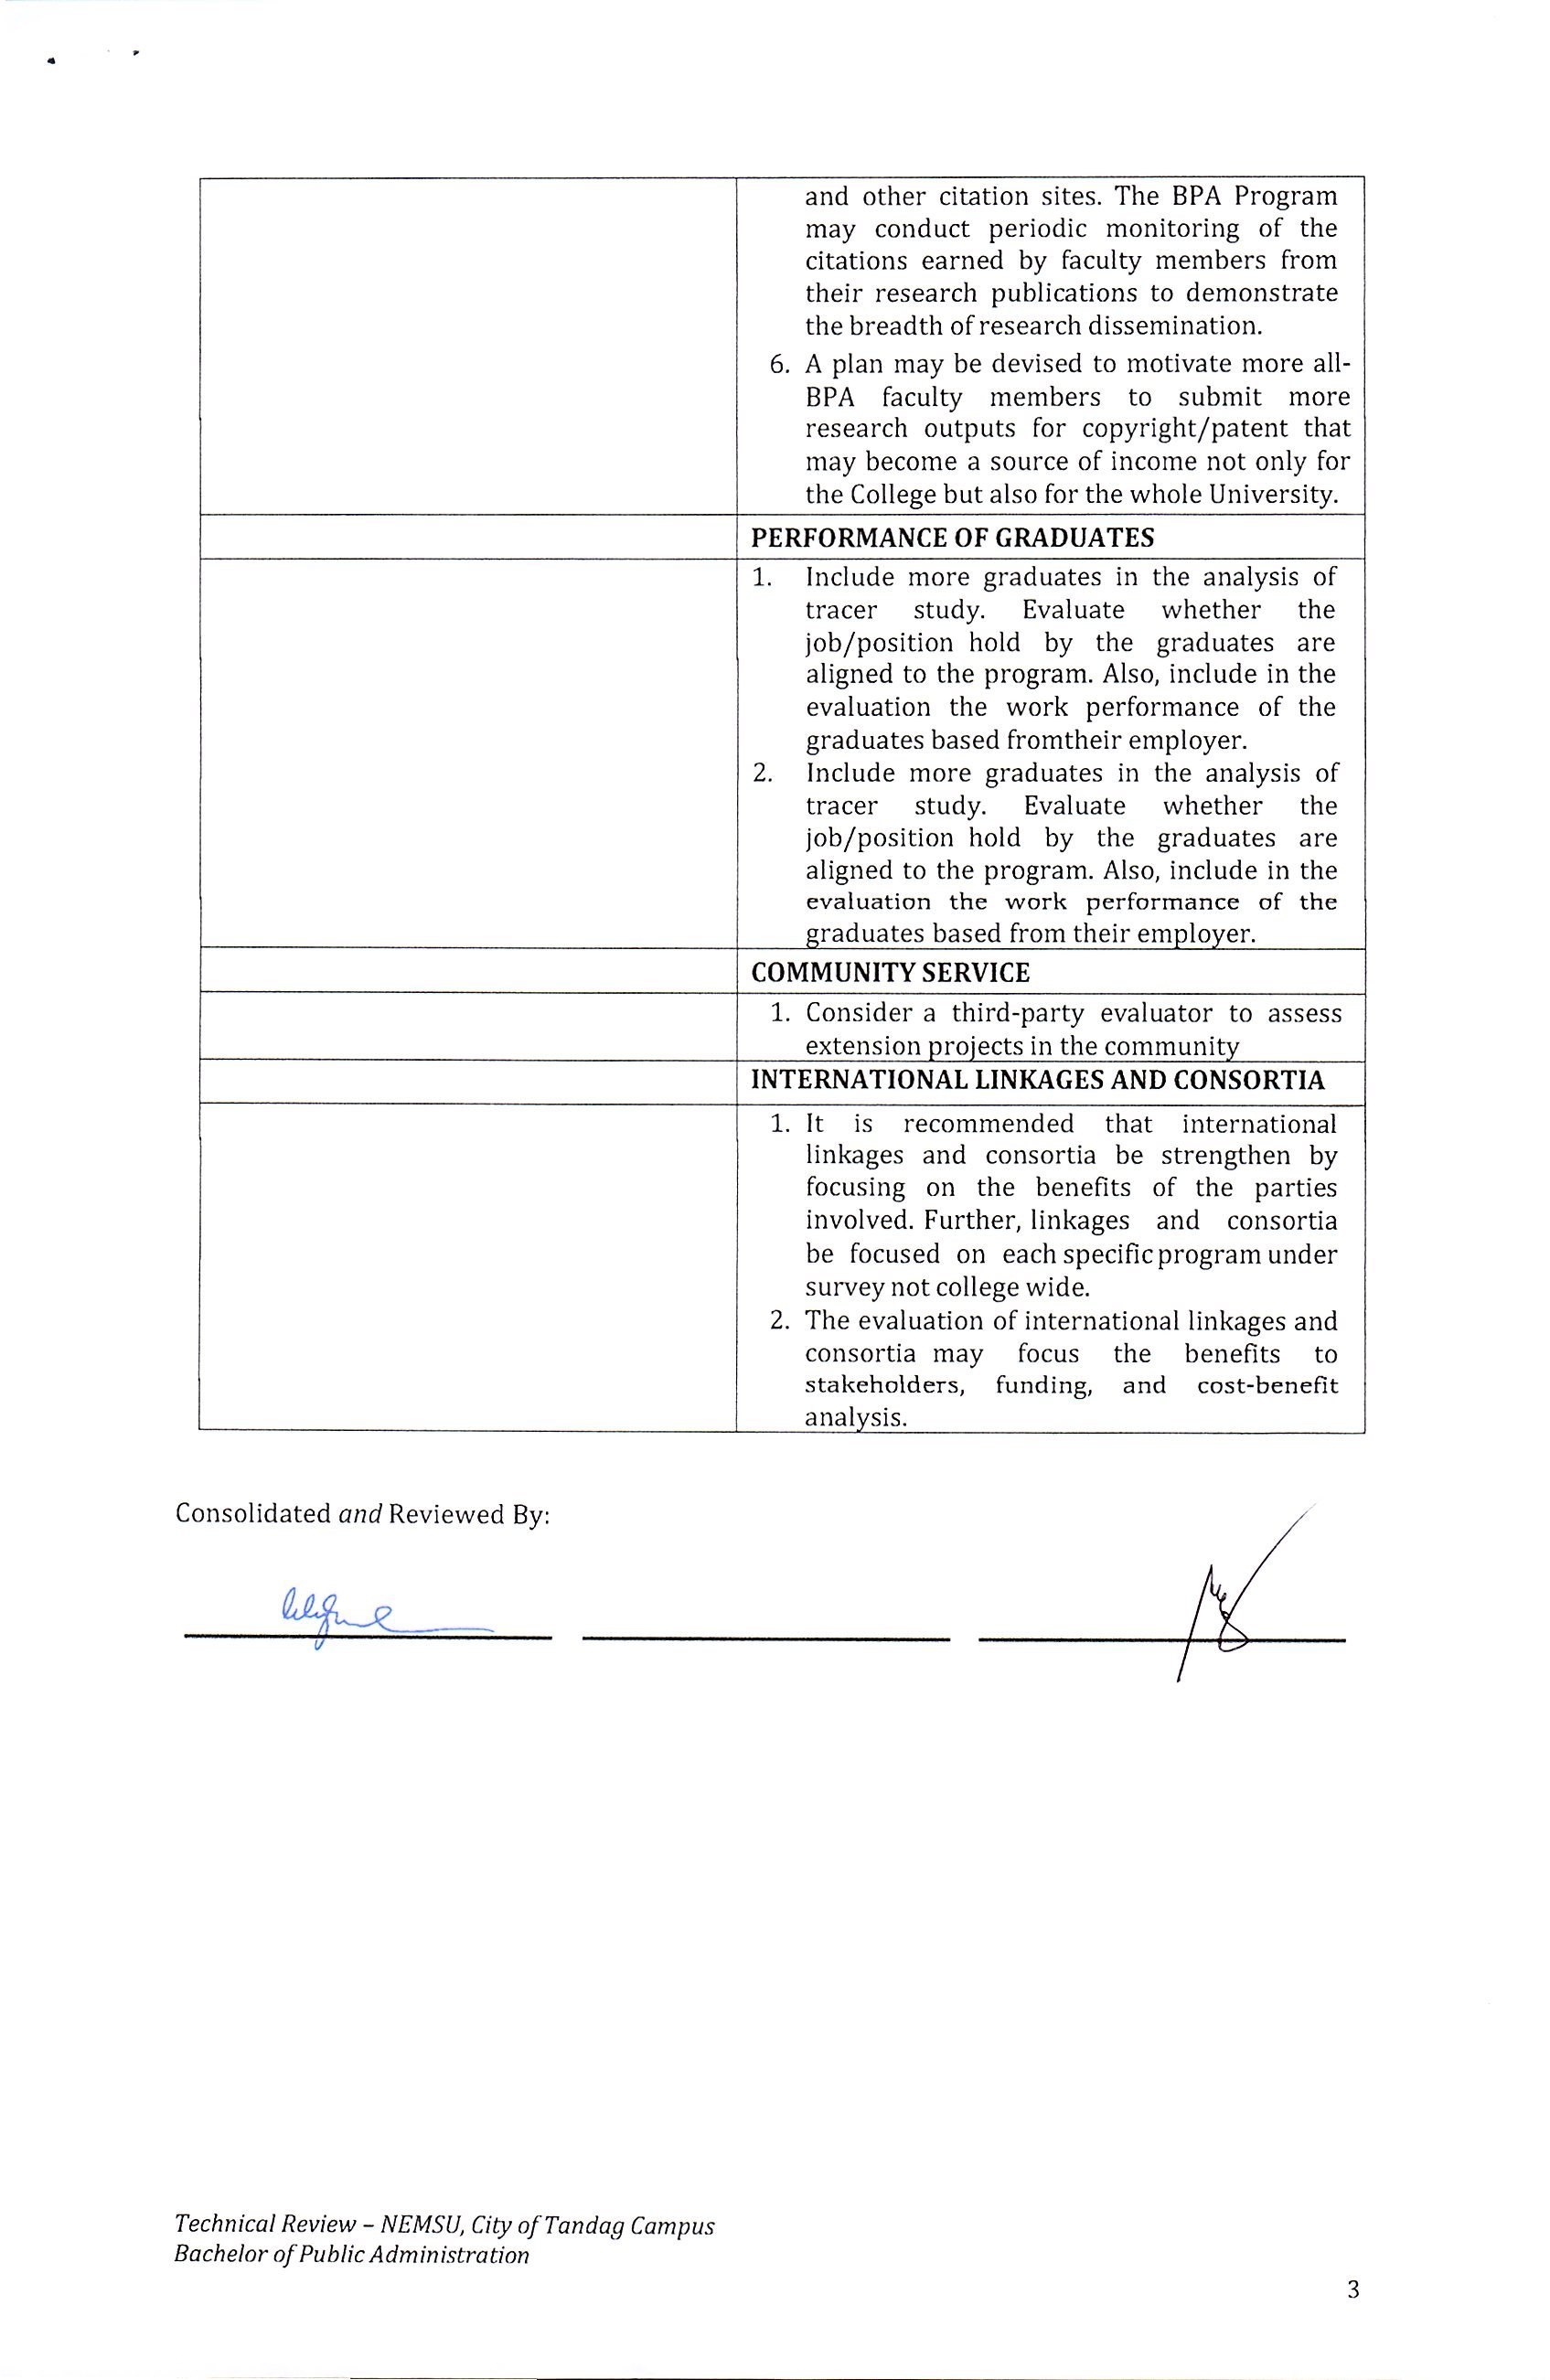 and other citation sites. The BPA Program
may conduct periodic monitoring of the
citations earned by faculty members from
their research publications to demonstrate
the breadth of research dissemination.
6. A plan may be devised to motivate more all-
BPA faculty members to submit more
research outputs for copyright/patent that
may become a source of income not only for
the College but also for the whole University.
PERFORMANCE OF GRADUATES
1. Include more graduates in the analysis of
tracer study. Evaluate whether the
job/position hold by the graduates are
aligned to the program. Also, include in the
evaluation the work performance of the
graduates based fromtheir employer.
2. Include more graduates in the analysis of
tracer study. Evaluate whether the
job/position hold by the graduates are
aligned to the program. Also, include in the
evaluation the work performance of the
graduates based from their employer.
COMMUNITY SERVICE
1. Consider a third-party evaluator to assess
extension projects in the community
INTERNATIONAL LINKAGES AND CONSORTIA
1. It is recommended that international
linkages and consortia be strengthen by
focusing on the benefits of the parties
involved. Further, linkages and consortia
be focused on each specific program under
survey not college wide.
2. The evaluation of international linkages and
consortia may focus the benefits to
stakeholders, funding, and cost-benefit
analysis.
Consolidated and Reviewed By:
Technical Review – NEMSU, City of Tandag Campus
Bachelor of Public Administration
3